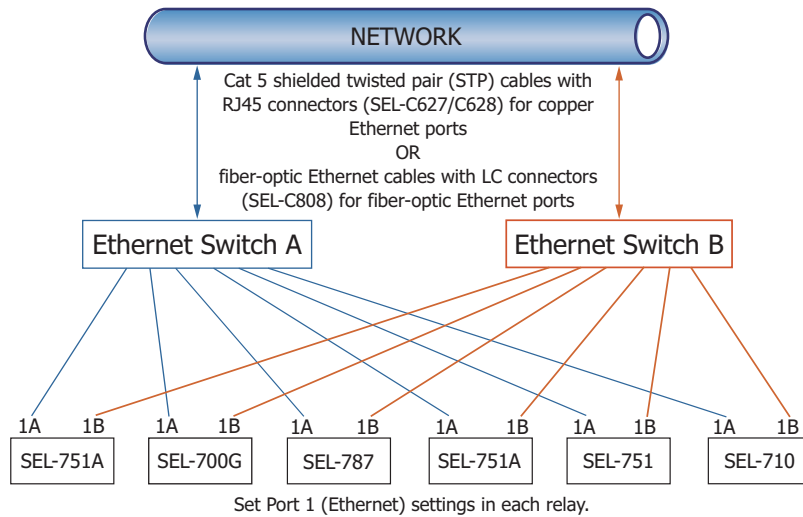 NETWORK
Cat 5 shielded twisted pair (STP) cables with
RJ45 connectors (SEL-C627/C628) for copper
Ethernet ports
OR
fiber-optic Ethernet cables with LC connectors
(SEL-C808) for fiber-optic Ethernet ports
Ethernet Switch A
Ethernet Switch B
1A 1B 1A 1B 1A 1B 1A 1B 1A 1B 1A 1B
SEL-751A SEL-700G SEL-787 SEL-751A SEL-751 SEL-710
Set Port 1 (Ethernet) settings in each relay.